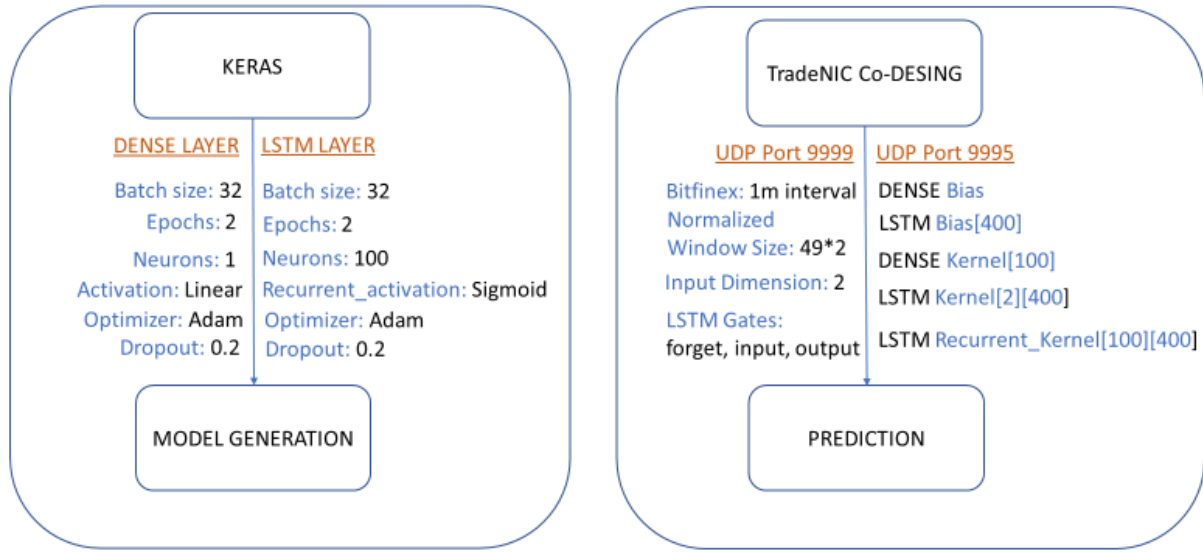 KERAS
DENSE LAYER
LSTM LAYER
Batch size: 32
Epochs: 2
Neurons: 1
Activation: Linear
Optimizer: Adam
Dropout: 0.2
Batch size: 32
Epochs: 2
Neurons: 100
Recurrent_activation: Sigmoid
Optimizer: Adam
Dropout: 0.2
MODEL GENERATION
TradeNIC Co-DESING
UDP Port 9999
UDP Port 9995
Bitfinex: 1m interval
Normalized
Window Size: 49*2
Input Dimension: 2
LSTM Gates:
forget, input, output
DENSE Bias
LSTM Bias[400]
DENSE Kernel[100]
LSTM Kernel[2][400]
LSTM Recurrent_Kernel[100][400]
PREDICTION